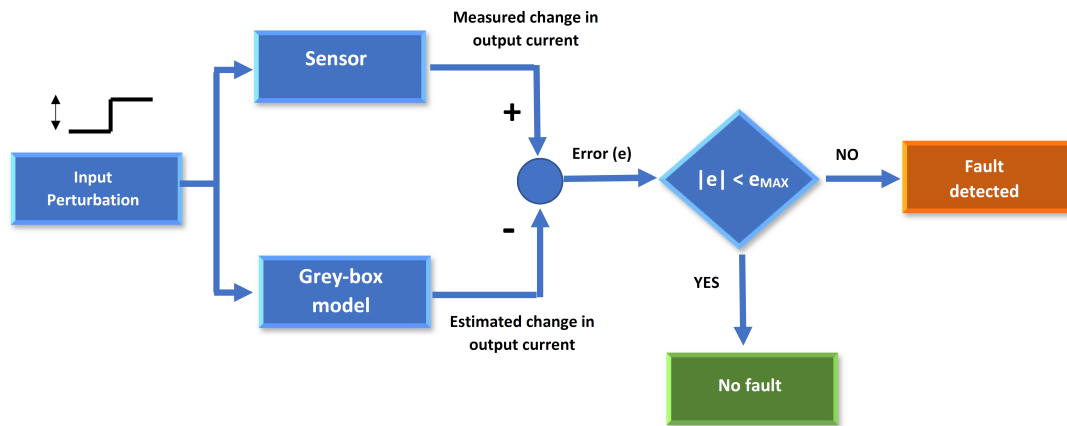 Measured change in
output current
Sensor
+
Input
Perturbation
Error (e)
|e| < eMAX
NO
Fault
detected
-
Grey-box
model
YES
Estimated change in
output current
No fault